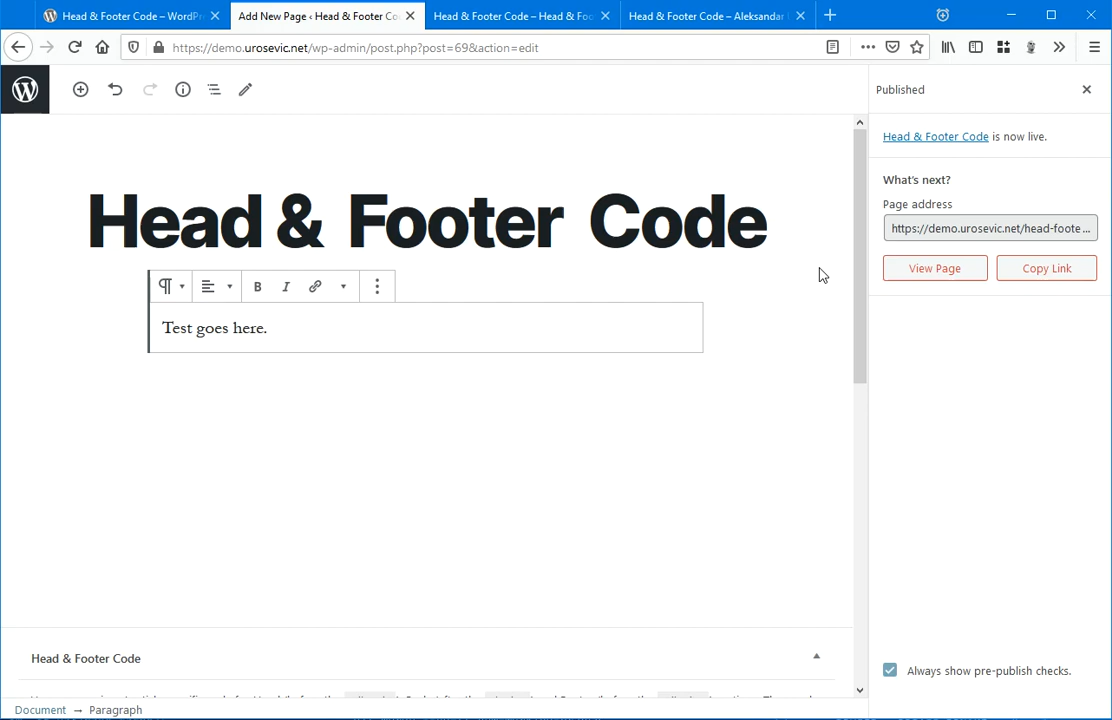 Head & Footer Code – WordPr
Add New Page ‹ Head & Footer Co
Head & Footer Code – Head & Foo
Head & Footer Code – Aleksandar
https://demo.urosevic.net/wp-admin/post.php?post=69&action=edit
Published
Head & Footer Code is now live.
What's next?
Page address
https://demo.urosevic.net/head-foote ...
View Page
Copy Link
Head & Footer Code
B
I
Test goes here.
Head & Footer Code
Always show pre-publish checks.
Document → Paragraph